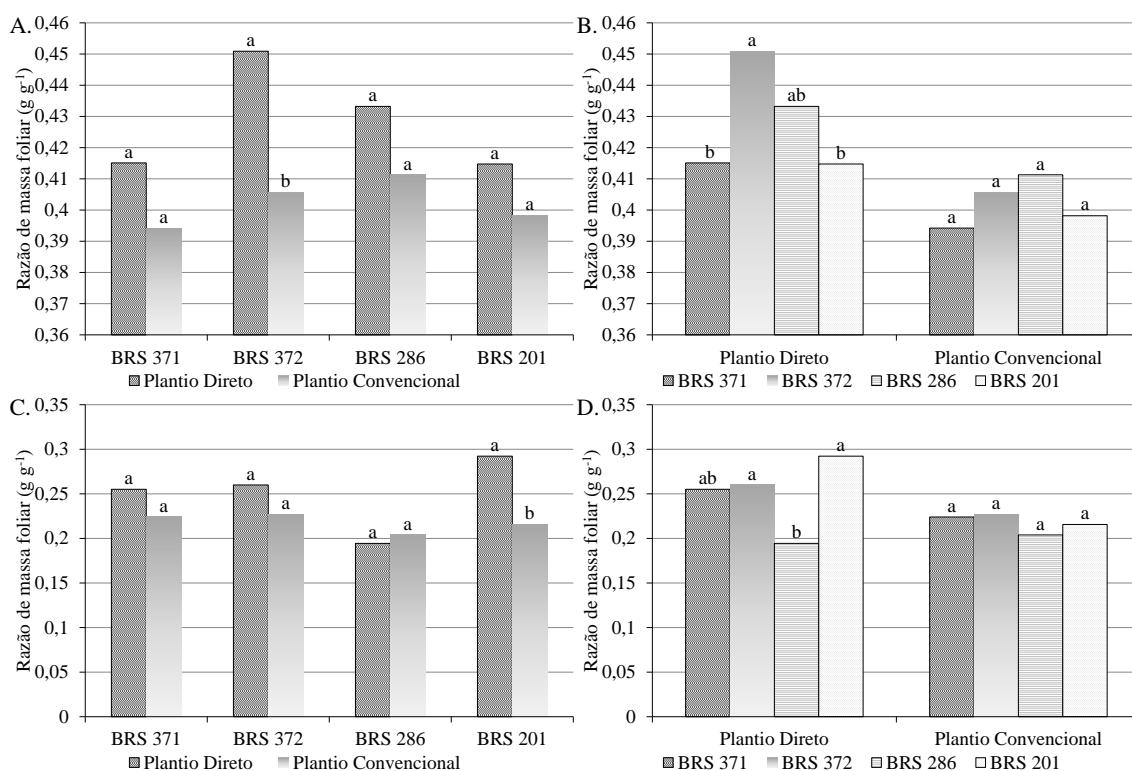 A.
Razão de massa foliar (g g⁻¹)
0,46
0,45
0,44
0,43
0,42
0,41
0,4
0,39
0,38
0,37
0,36
a a a a
a b a a
BRS 371 BRS 372 BRS 286 BRS 201
Plantio Direto Plantio Convencional
B.
Razão de massa foliar (g g⁻¹)
0,46
0,45
0,44
0,43
0,42
0,41
0,4
0,39
0,38
0,37
0,36
b a ab b a a a a
Plantio Direto Plantio Convencional
BRS 371 BRS 372 BRS 286 BRS 201
C.
Razão de massa foliar (g g⁻¹)
0,35
0,3
0,25
0,2
0,15
0,1
0,05
0
a a a a
a a a b
BRS 371 BRS 372 BRS 286 BRS 201
Plantio Direto Plantio Convencional
D.
Razão de massa foliar (g g⁻¹)
0,35
0,3
0,25
0,2
0,15
0,1
0,05
0
ab a b a a a a a
Plantio Direto Plantio Convencional
BRS 371 BRS 372 BRS 286 BRS 201